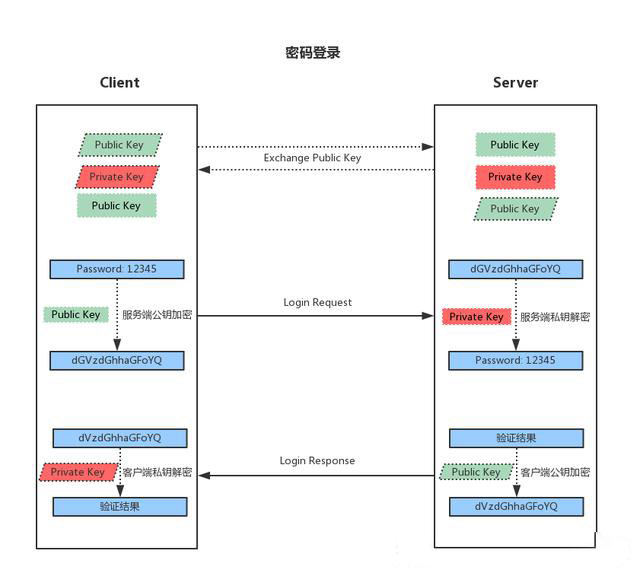 密码登录
Client
Server
Public Key
Private Key
Public Key
Exchange Public Key
Public Key
Private Key
Public Key
Password: 12345
Public Key
服务端公钥加密
dGVzdGhhaGFoYQ
Login Request
dGVzdGhhaGFoYQ
Private Key
服务端私钥解密
Password: 12345
dVzdGhhaGFoYQ
Private Key
客户端私钥解密
验证结果
Login Response
验证结果
Public Key
客户端公钥加密
dVzdGhhaGFoYQ